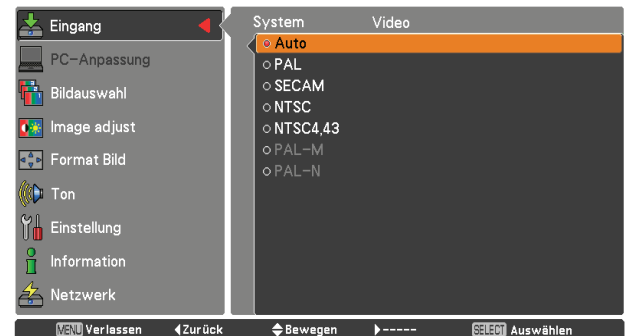 Eingang
PC-Anpassung
Bildauswahl
Image adjust
Format Bild
Ton
Einstellung
Information
Netzwerk
System Video
Auto
PAL
SECAM
NTSC
NTSC4,43
PAL-M
PAL-N
MENU Verlassen Zurück Bewegen ----- SELECT Auswählen